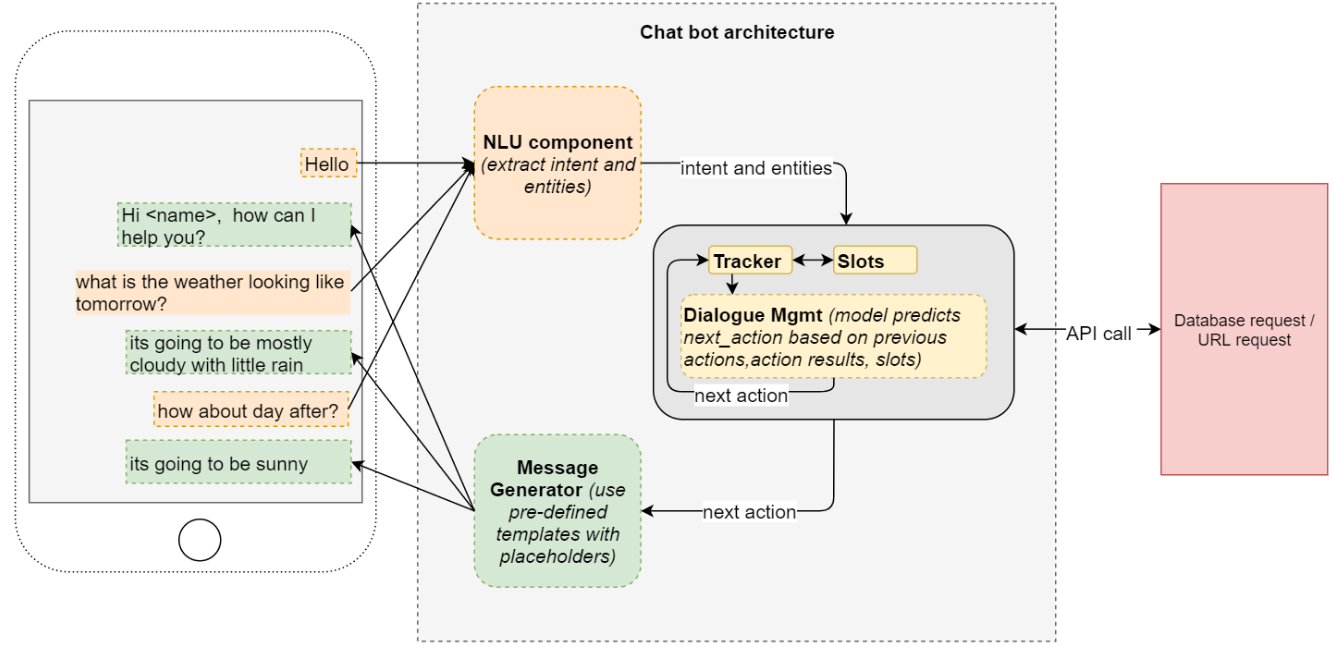 Chat bot architecture
Hello
Hi <name>,  how can I
help you?
what is the weather looking like
tomorrow?
its going to be mostly
cloudy with little rain
how about day after?
its going to be sunny
NLU component
(extract intent and
entities)
intent and entities
Tracker
Slots
Dialogue Mgmt (model predicts
next_action based on previous
actions,action results, slots)
next action
API call
Database request /
URL request
Message
Generator (use
pre-defined
templates with
placeholders)
next action